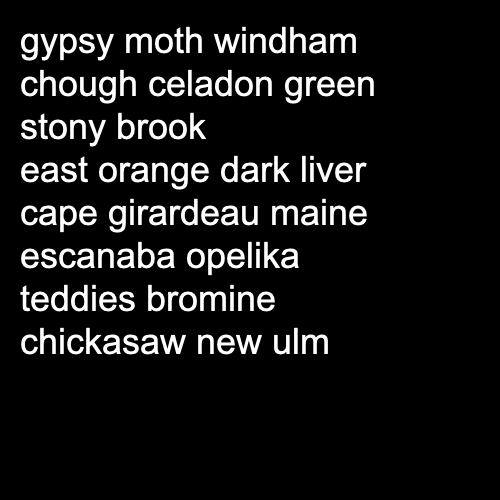 gypsy moth windham
chough celadon green
stony brook
east orange dark liver
cape girardeau maine
escanaba opelika
teddies bromine
chickasaw new ulm